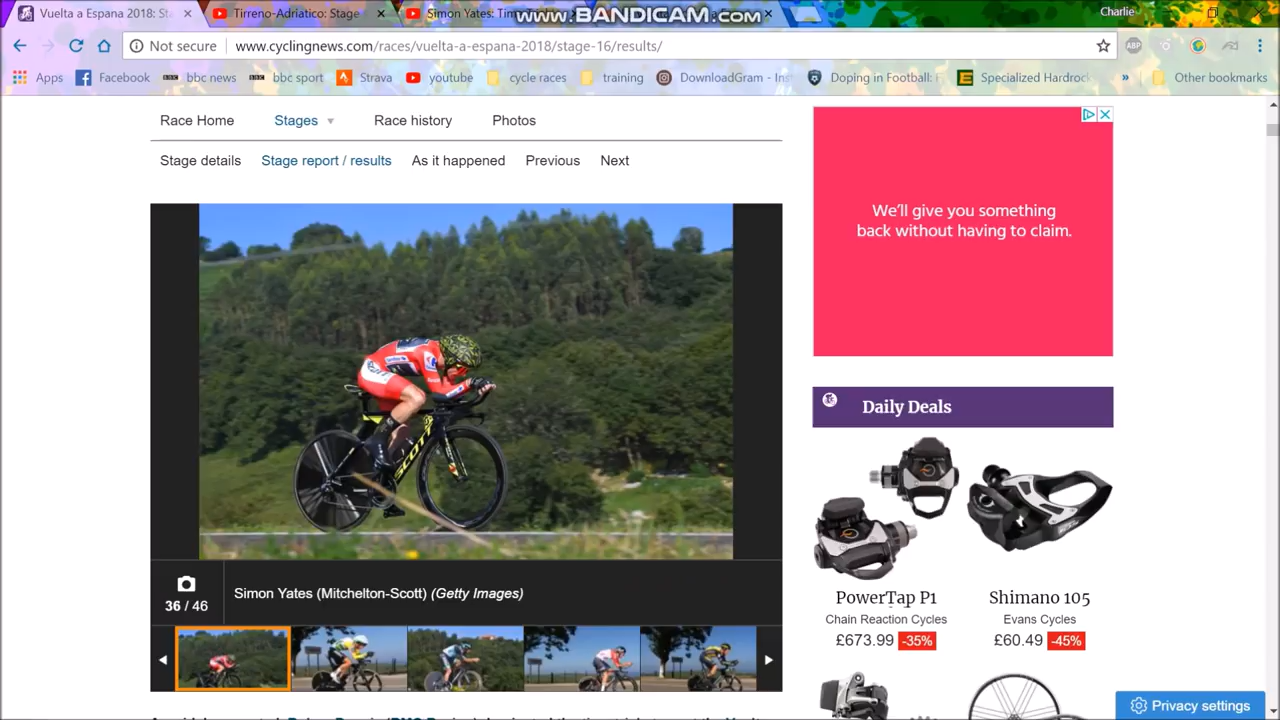 Vuelta a Espana 2018: St
Tirreno-Adriatico: Stage
Simon Yates: Tim
www.BANDICAM.com
Charlie
Not secure
www.cyclingnews.com/races/vuelta-a-espana-2018/stage-16/results/
ABP
Apps
Facebook
bbc news
bbc sport
Strava
youtube
cycle races
training
DownloadGram - Ins
Doping in Football: F
Specialized Hardrock
»
Other bookmarks
Race Home
Stages
Race history
Photos
Stage details
Stage report / results
As it happened
Previous
Next
We'll give you something
back without having to claim.
SCOTT
Daily Deals
36 / 46
Simon Yates (Mitchelton-Scott) (Getty Images)
PowerTap P1
Chain Reaction Cycles
£673.99 -35%
Shimano 105
Evans Cycles
£60.49 -45%
Privacy settings